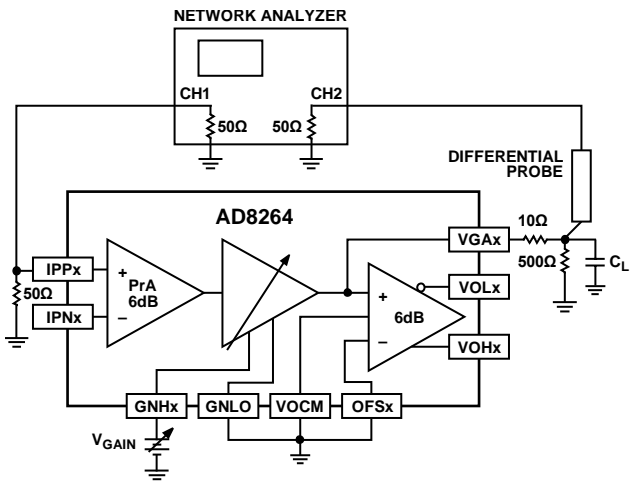 NETWORK ANALYZER
CH1
CH2
50Ω
50Ω
DIFFERENTIAL
PROBE
AD8264
10Ω
VGAx
500Ω
CL
IPPx
+
PrA
6dB
–
50Ω
IPNx
+
6dB
–
VOLx
VOHx
GNHx
GNLO
VOCM
OFSx
VGAIN